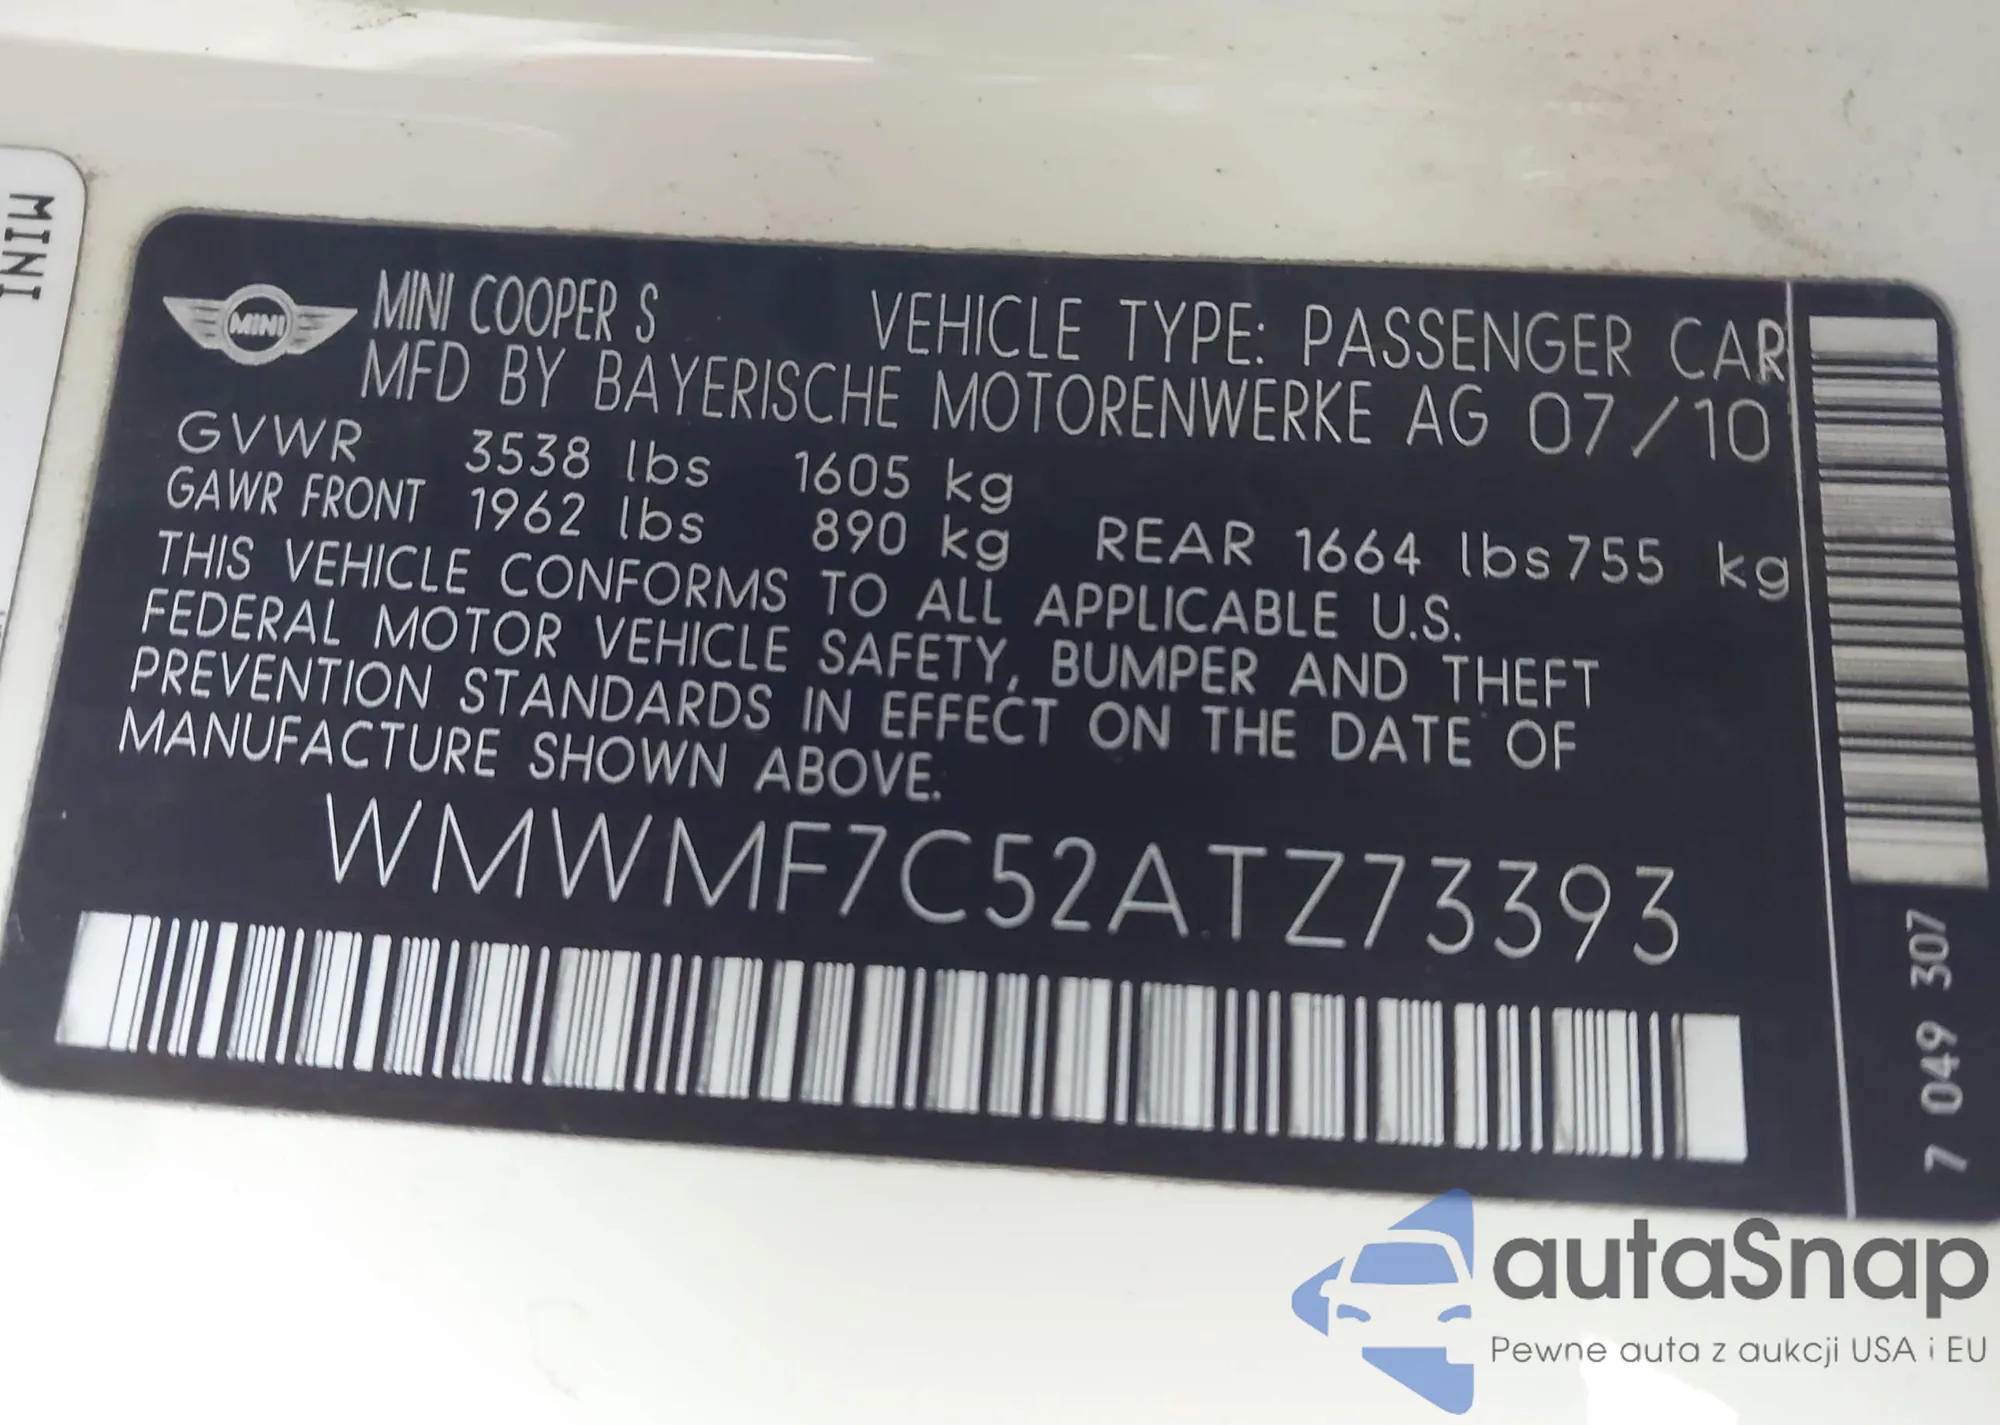 MINI
MINI
MINI COOPER S
VEHICLE TYPE: PASSENGER CAR
MFD BY BAYERISCHE MOTORENWERKE AG 07/10
GVWR 3538 lbs 1605 kg
GAWR FRONT 1962 lbs 890 kg REAR 1664 lbs 755 kg
THIS VEHICLE CONFORMS TO ALL APPLICABLE U.S.
FEDERAL MOTOR VEHICLE SAFETY, BUMPER AND THEFT
PREVENTION STANDARDS IN EFFECT ON THE DATE OF
MANUFACTURE SHOWN ABOVE.
WMWMF7C52ATZ73393
7 049 307
autaSnap
Pewne auta z aukcji USA i EU